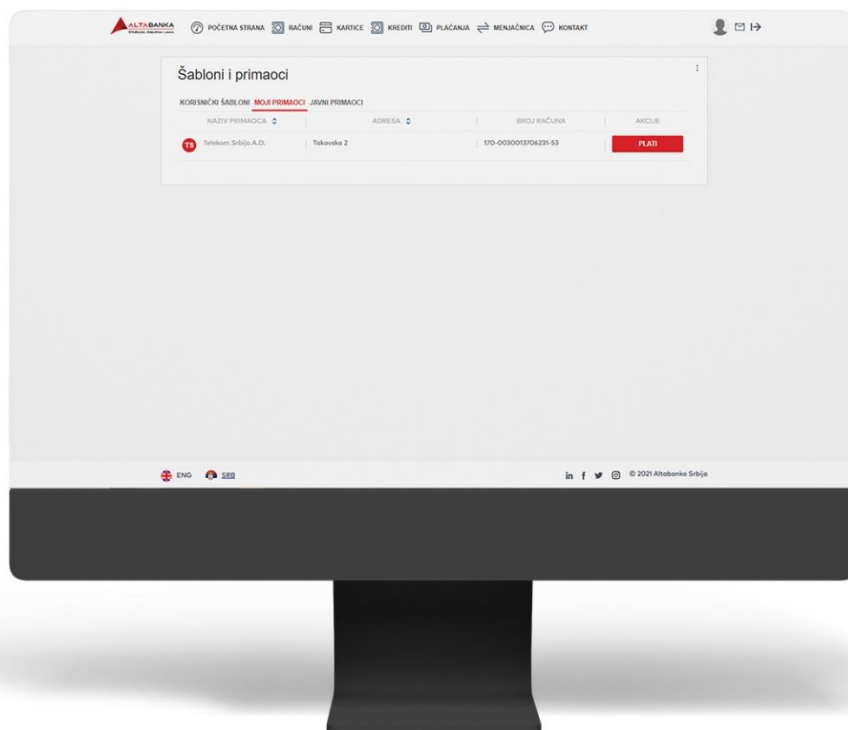 ALTABANKA
POČETNA STRANA RAČUNI KARTICE KREDITI PLAĆANJA MENJAČNICA KONTAKT
Šabloni i primaoci
KORISNIČKI ŠABLONI MOJI PRIMAOCI JAVNI PRIMAOCI
NAZIV PRIMAOCA ADRESA BROJ RAČUNA AKCIJE
TS Telekom Srbija A.D. Takovska 2 170-0030013706231-53 PLATI
ENG SRB © 2021 Altabanka Srbija